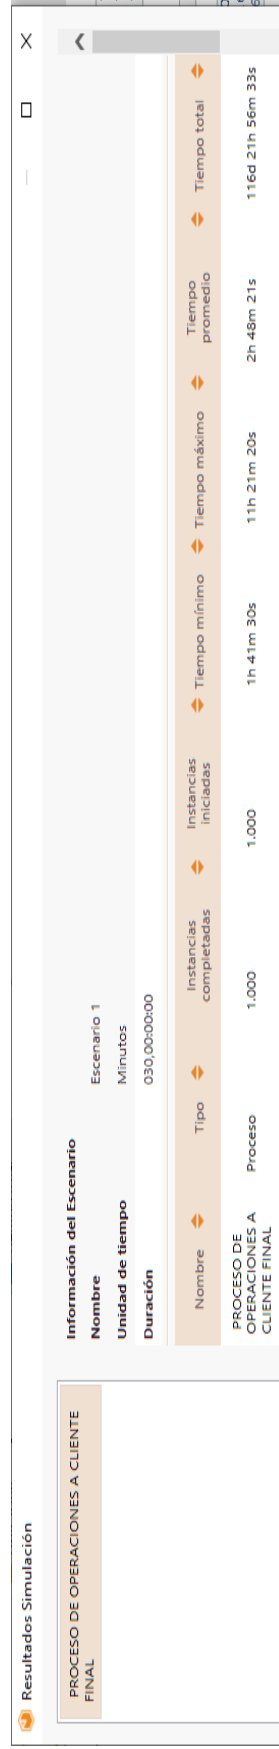 Resultados Simulación
PROCESO DE OPERACIONES A CLIENTE
FINAL
Información del Escenario
Nombre Escenario 1
Unidad de tiempo Minutos
Duración 030,00:00:00
Nombre Tipo Instancias completadas Instancias iniciadas Tiempo mínimo Tiempo máximo Tiempo promedio Tiempo total
PROCESO DE
OPERACIONES A Proceso 1.000 1.000 1h 41m 30s 11h 21m 20s 2h 48m 21s 116d 21h 56m 33s
CLIENTE FINAL